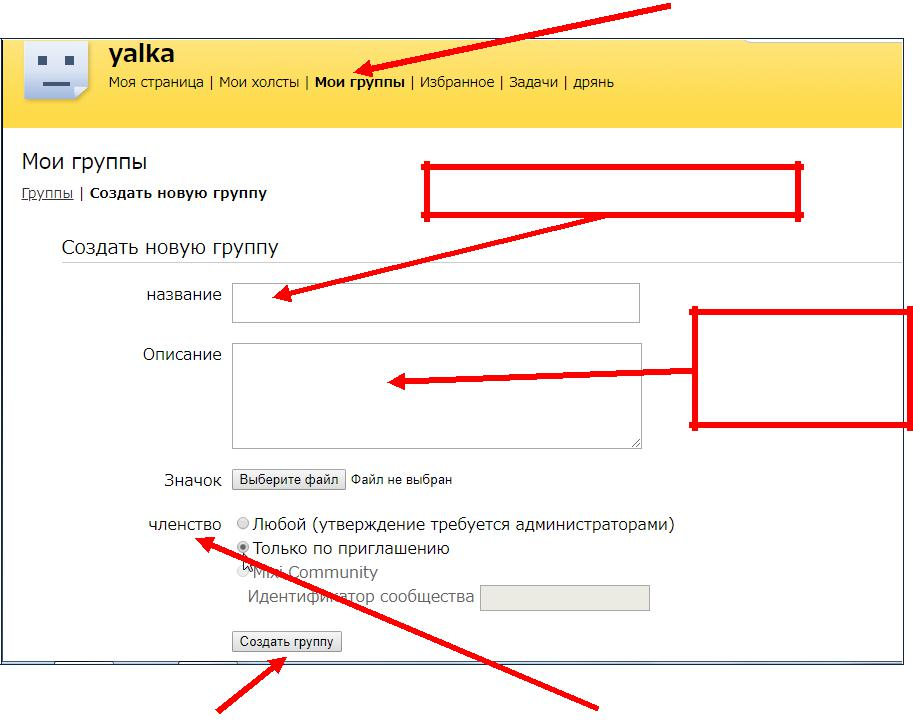 yalka
Моя страница | Мои холсты | Мои группы | Избранное | Задачи | дрянь
Мои группы
Группы | Создать новую группу
Создать новую группу
название
Описание
Значок Выберите файл Файл не выбран
членство Любой (утверждение требуется администраторами)
Только по приглашению
Mixi Community
Идентификатор сообщества
Создать группу